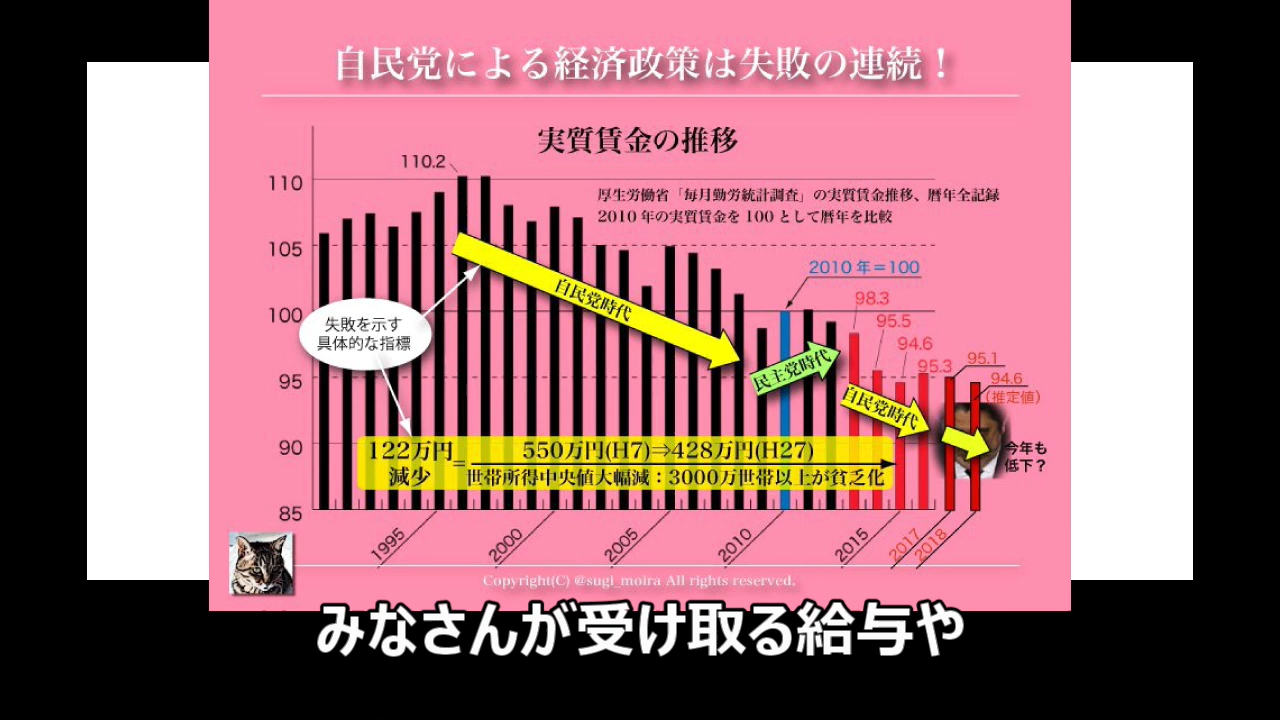 自民党による経済政策は失敗の連続！
実質賃金の推移
110.2
厚生労働省「毎月勤労統計調査」の実質賃金推移、暦年全記録
2010年の実質賃金を100として暦年を比較
110
105
100
95
90
85
2010年＝100
98.3
95.5
94.6
95.3
95.1
94.6
（推定値）
自民党時代
民主党時代
自民党時代
失敗を示す
具体的な指標
今年も
低下？
122万円
減少
=
550万円(H7)⇒428万円(H27)
世帯所得中央値大幅減：3000万世帯以上が貧乏化
1995
2000
2005
2010
2015
2017
2018
Copyright(C) @sugi_moira All rights reserved.
みなさんが受け取る給与や